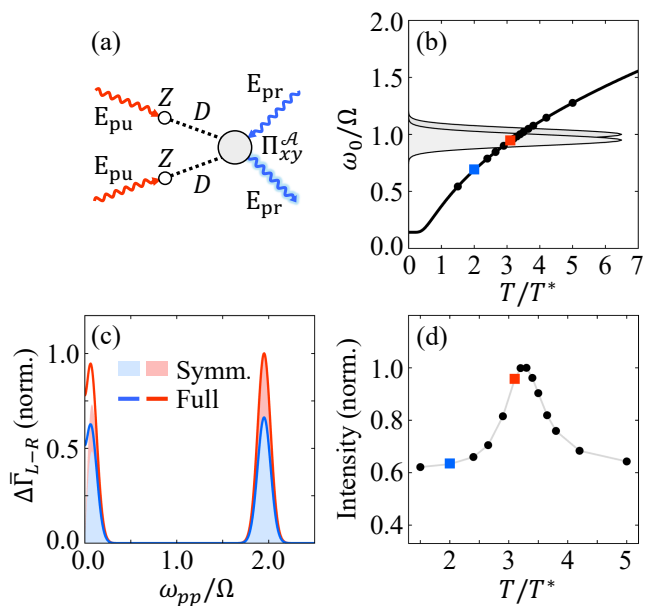 (a)
E_pu
Z
D
E_pr
Π^𝒜_xy
E_pu
Z
D
E_pr
(b)
2.0
1.5
1.0
0.5
0.0
ω₀/Ω
0 1 2 3 4 5 6 7
T/T*
(c)
1.0
0.5
0.0
ΔΓ̄_{L−R} (norm.)
Symm.
Full
0.0 1.0 2.0
ω_pp/Ω
(d)
1.0
0.8
0.6
0.4
Intensity (norm.)
2 3 4 5
T/T*